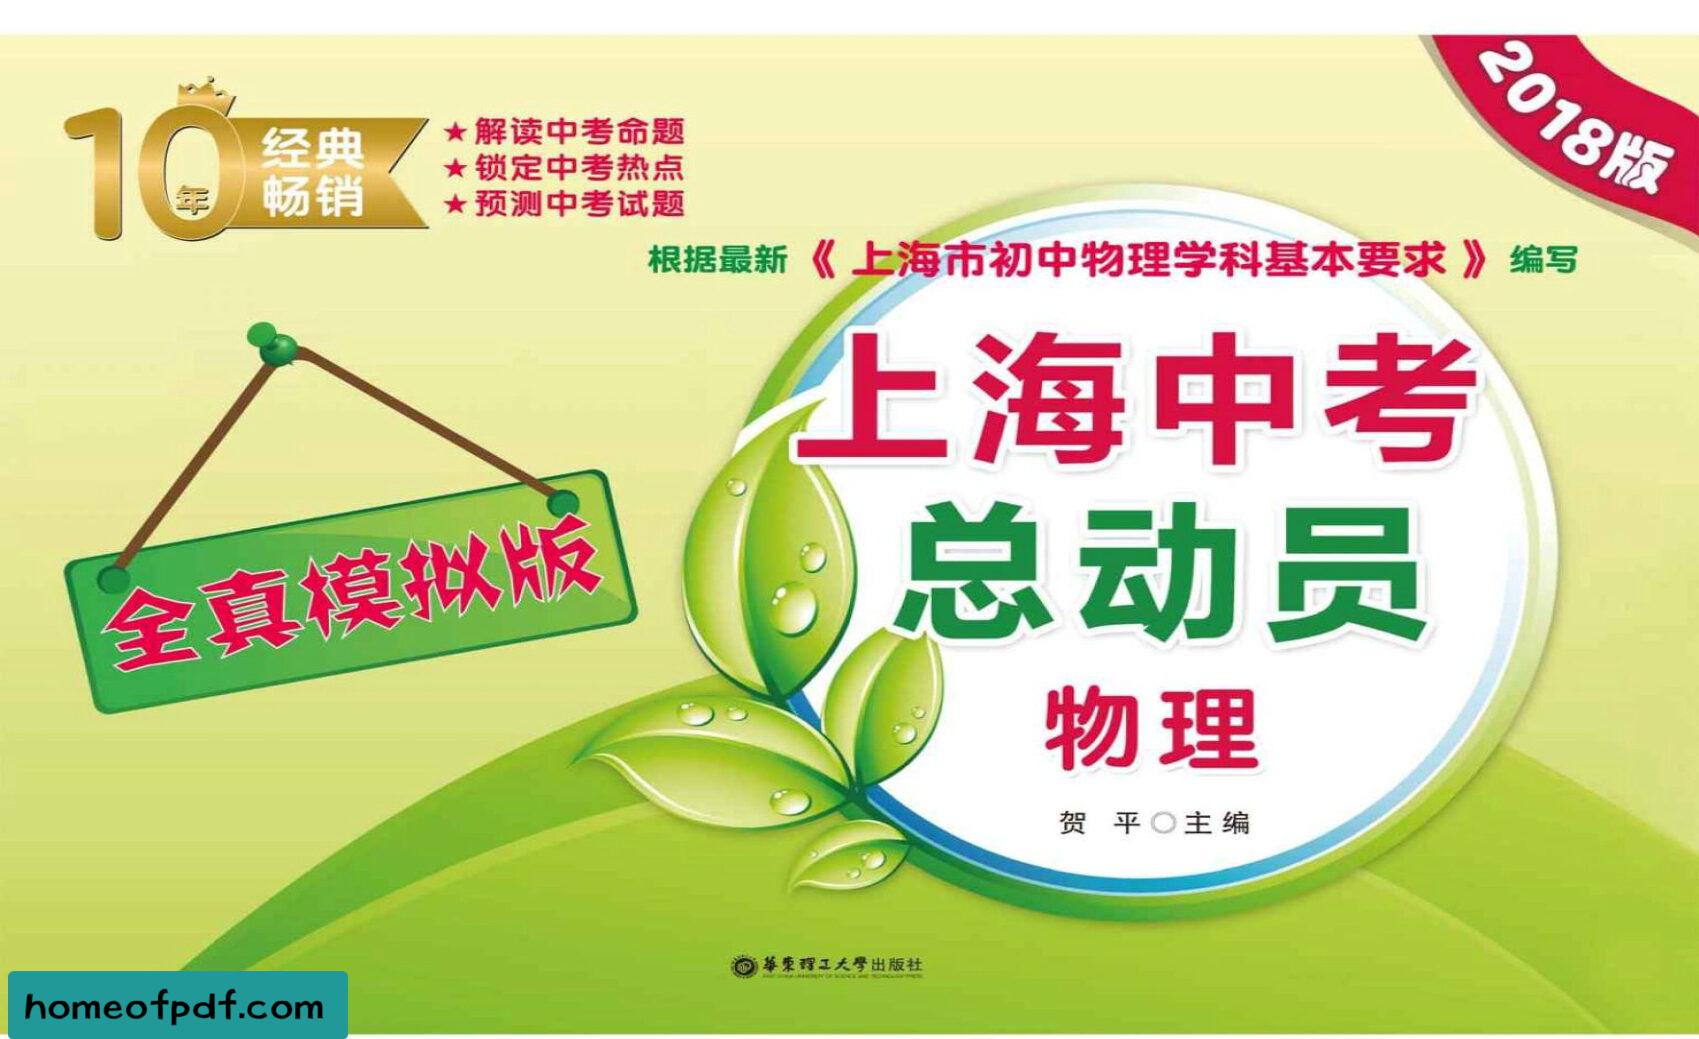 2018版
10年
经典
畅销
★解读中考命题
★锁定中考热点
★预测中考试题
根据最新《上海市初中物理学科基本要求》编写
上海中考
总动员
物理
全真模拟版
贺 平○主编
華東理工大學出版社
homeofpdf.com